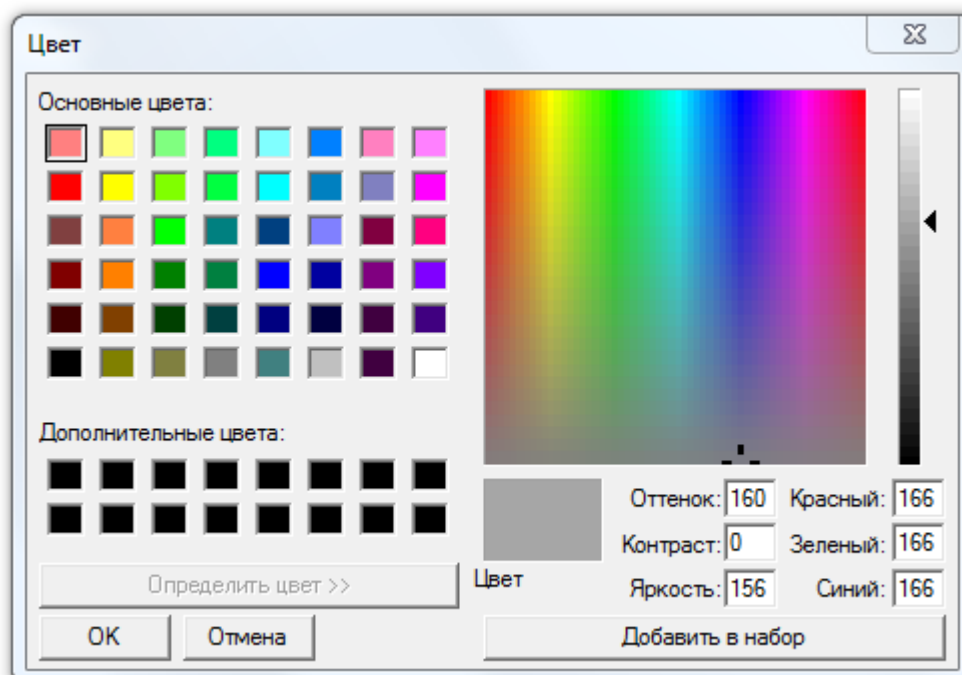 Цвет
Основные цвета:
Дополнительные цвета:
Определить цвет >>
OK
Отмена
Цвет
Оттенок: 160
Красный: 166
Контраст: 0
Зеленый: 166
Яркость: 156
Синий: 166
Добавить в набор